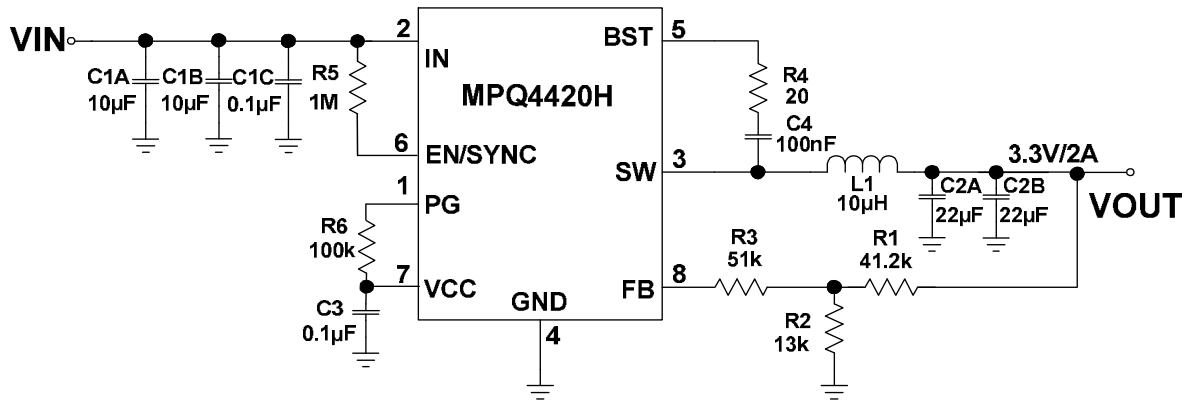 VIN
C1A
10µF
C1B
10µF
C1C
0.1µF
R5
1M
2
IN
MPQ4420H
BST
5
R4
20
C4
100nF
6
EN/SYNC
SW
3
L1
10µH
3.3V/2A
C2A
22µF
C2B
22µF
VOUT
1
PG
R6
100k
7
VCC
C3
0.1µF
GND
4
FB
8
R3
51k
R1
41.2k
R2
13k